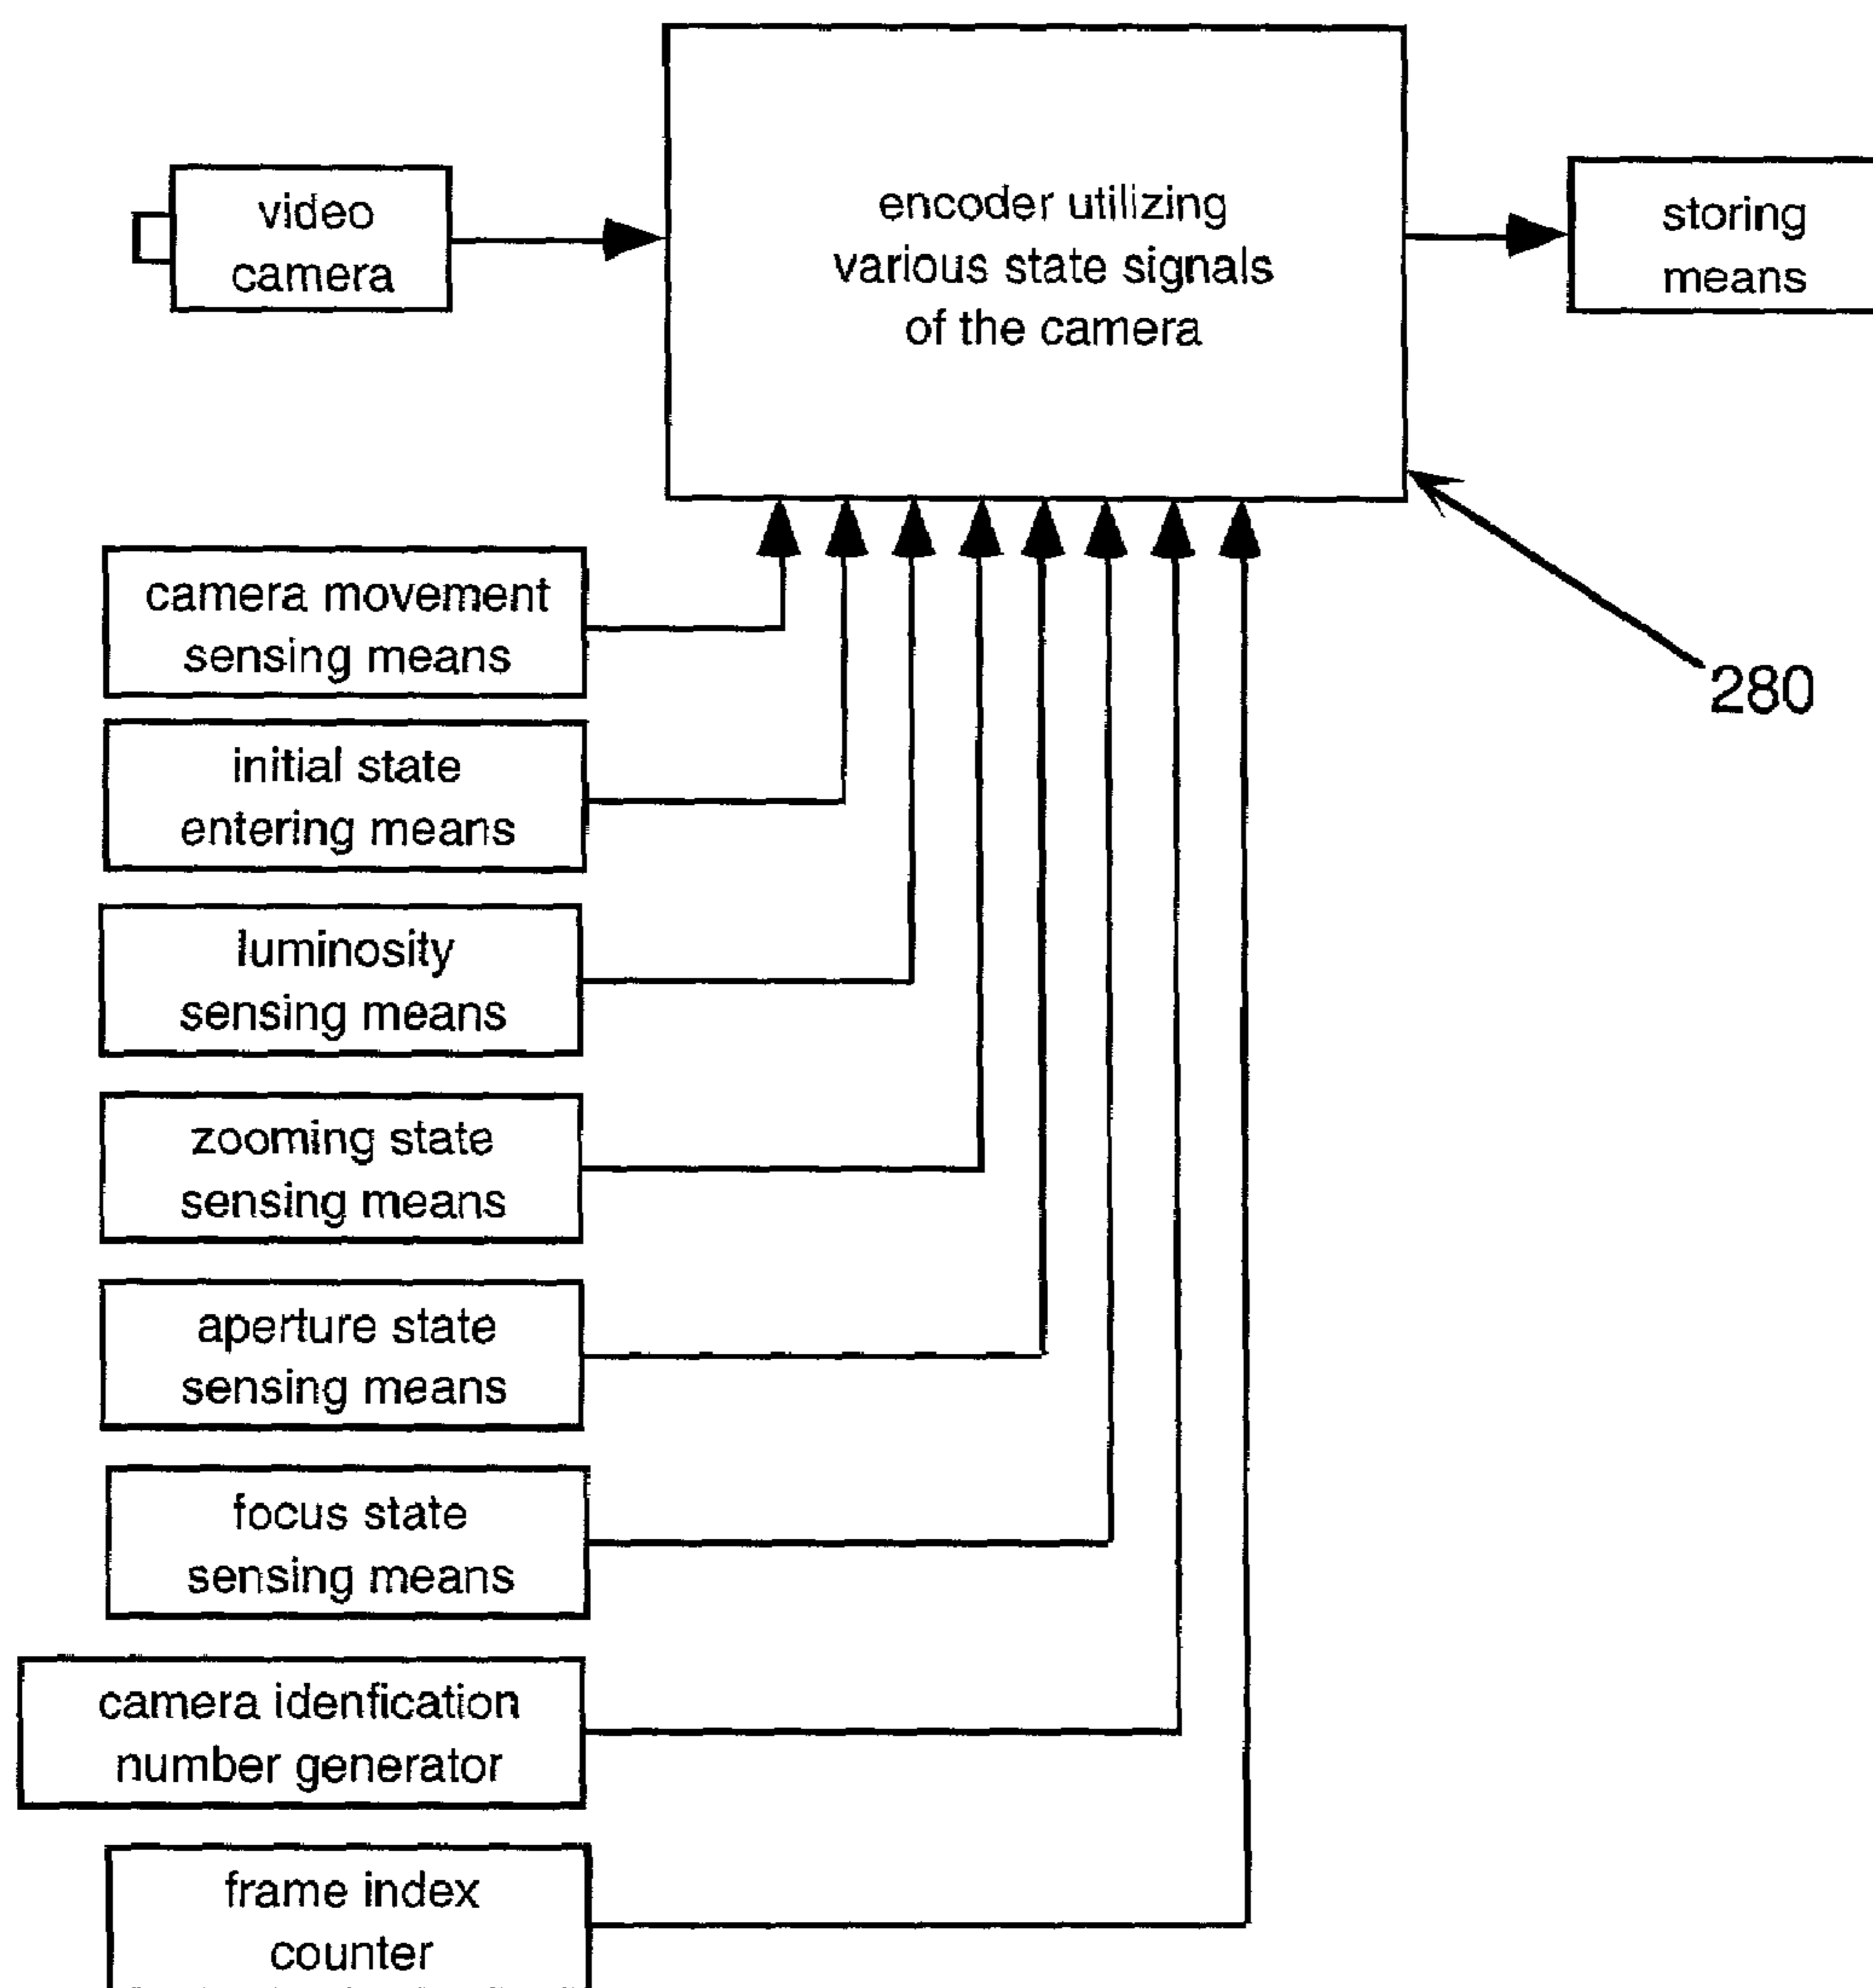 video
camera
encoder utilizing
various state signals
of the camera
storing
means
280
camera movement
sensing means
initial state
entering means
luminosity
sensing means
zooming state
sensing means
aperture state
sensing means
focus state
sensing means
camera idenfication
number generator
frame index
counter